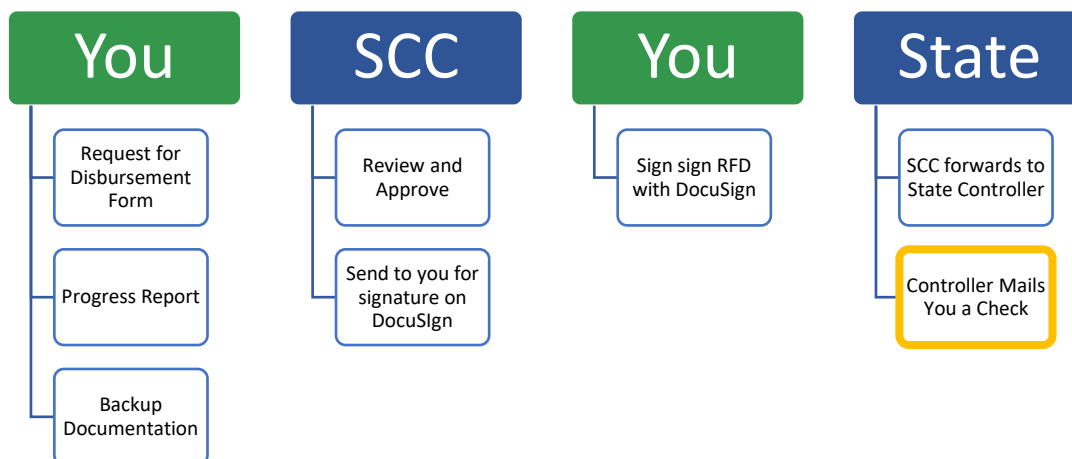 You
Request for
Disbursement
Form
Progress Report
Backup
Documentation
SCC
Review and
Approve
Send to you for
signature on
DocuSIgn
You
Sign sign RFD
with DocuSign
State
SCC forwards to
State Controller
Controller Mails
You a Check